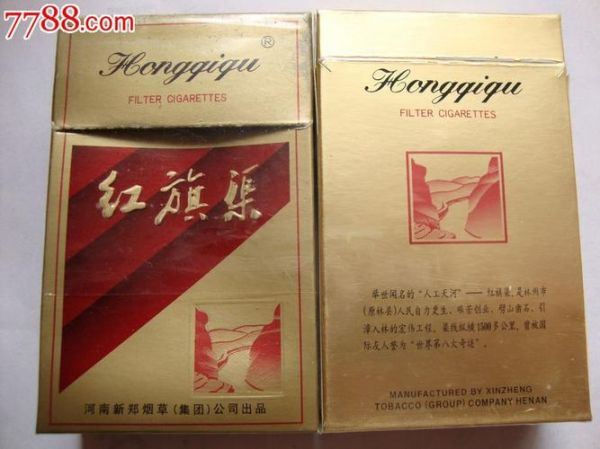 7788.com
Hongqiqu®
FILTER CIGARETTES
红旗渠
河南新郑烟草(集团)公司出品
Hongqiqu
FILTER CIGARETTES
举世闻名的“人工天河”——红旗渠,是林州市
(原林县)人民自力更生、艰苦创业、劈山凿石、引
漳入林的宏伟工程。渠线纵横1500多公里,曾被国
际友人誉为“世界第八大奇迹”。
MANUFACTURED BY XINZHENG
TOBACCO (GROUP) COMPANY HENAN